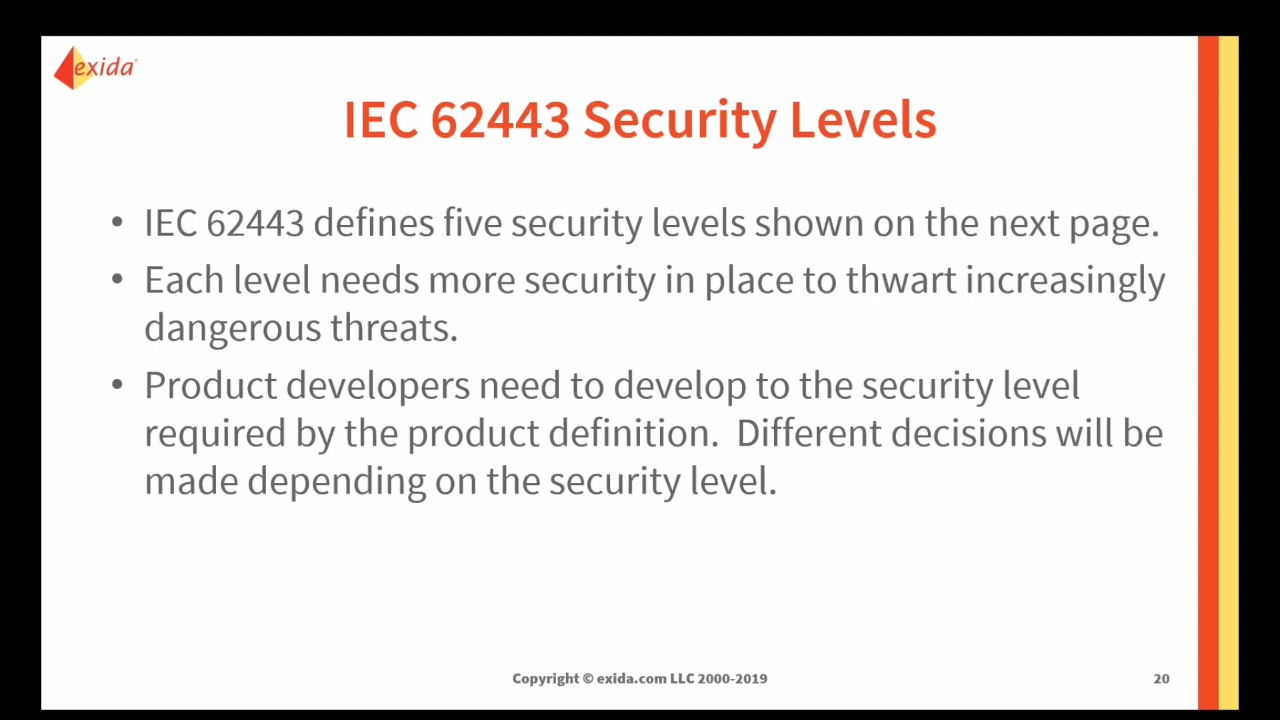 exida
IEC 62443 Security Levels
• IEC 62443 defines five security levels shown on the next page.
• Each level needs more security in place to thwart increasingly
dangerous threats.
• Product developers need to develop to the security level
required by the product definition.  Different decisions will be
made depending on the security level.
Copyright © exida.com LLC 2000-2019
20